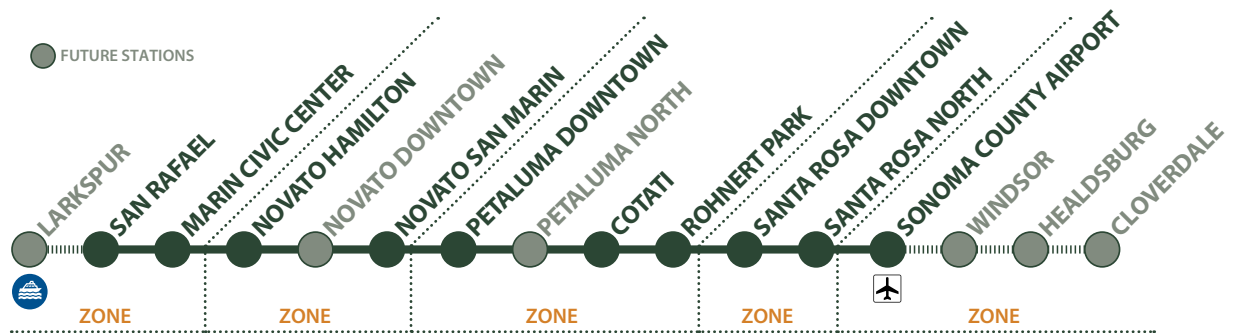 FUTURE STATIONS
LARKSPUR
SAN RAFAEL
MARIN CIVIC CENTER
NOVATO HAMILTON
NOVATO DOWNTOWN
NOVATO SAN MARIN
PETALUMA DOWNTOWN
PETALUMA NORTH
COTATI
ROHNERT PARK
SANTA ROSA DOWNTOWN
SANTA ROSA NORTH
SONOMA COUNTY AIRPORT
WINDSOR
HEALDSBURG
CLOVERDALE
ZONE
ZONE
ZONE
ZONE
ZONE